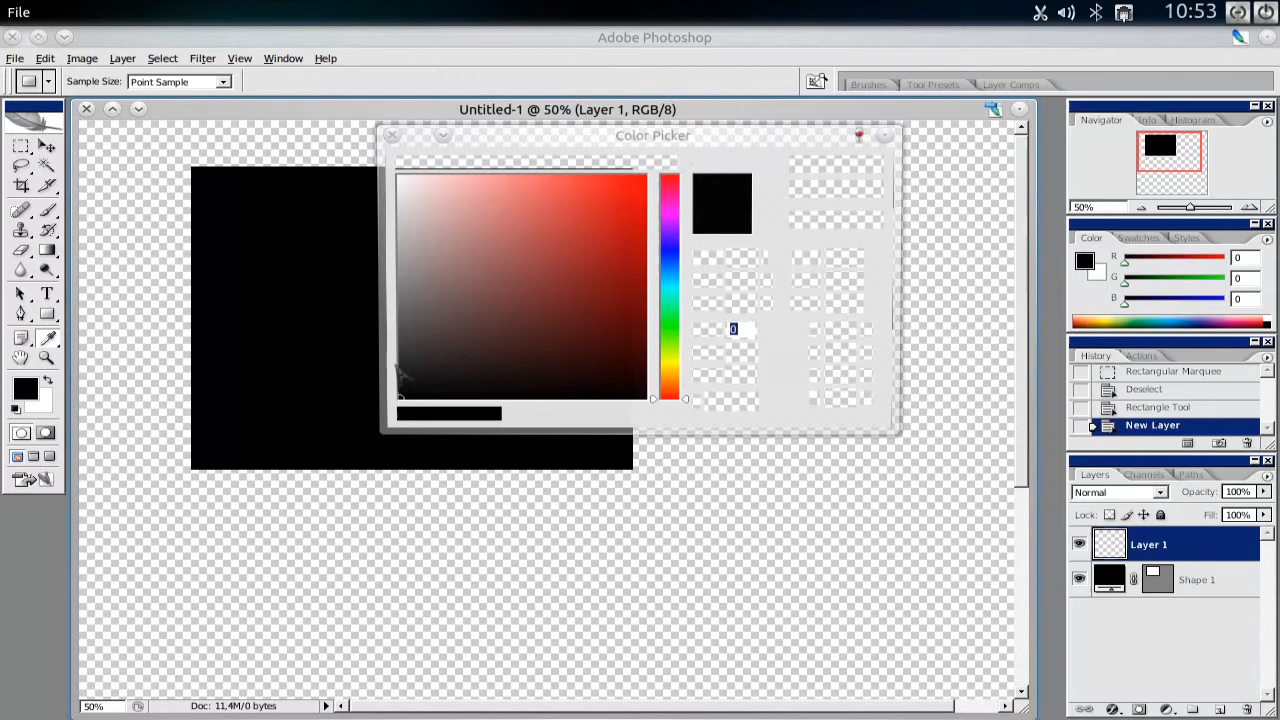 File
10:53
Adobe Photoshop
File Edit Image Layer Select Filter View Window Help
Sample Size: Point Sample
Brushes Tool Presets Layer Comps
Untitled-1 @ 50% (Layer 1, RGB/8)
Color Picker
0
50%
Doc: 11,4M/0 bytes
Navigator Info Histogram
50%
Color Swatches Styles
R 0
G 0
B 0
History Actions
Rectangular Marquee
Deselect
Rectangle Tool
New Layer
Layers Channels Paths
Normal Opacity: 100%
Lock: Fill: 100%
Layer 1
Shape 1